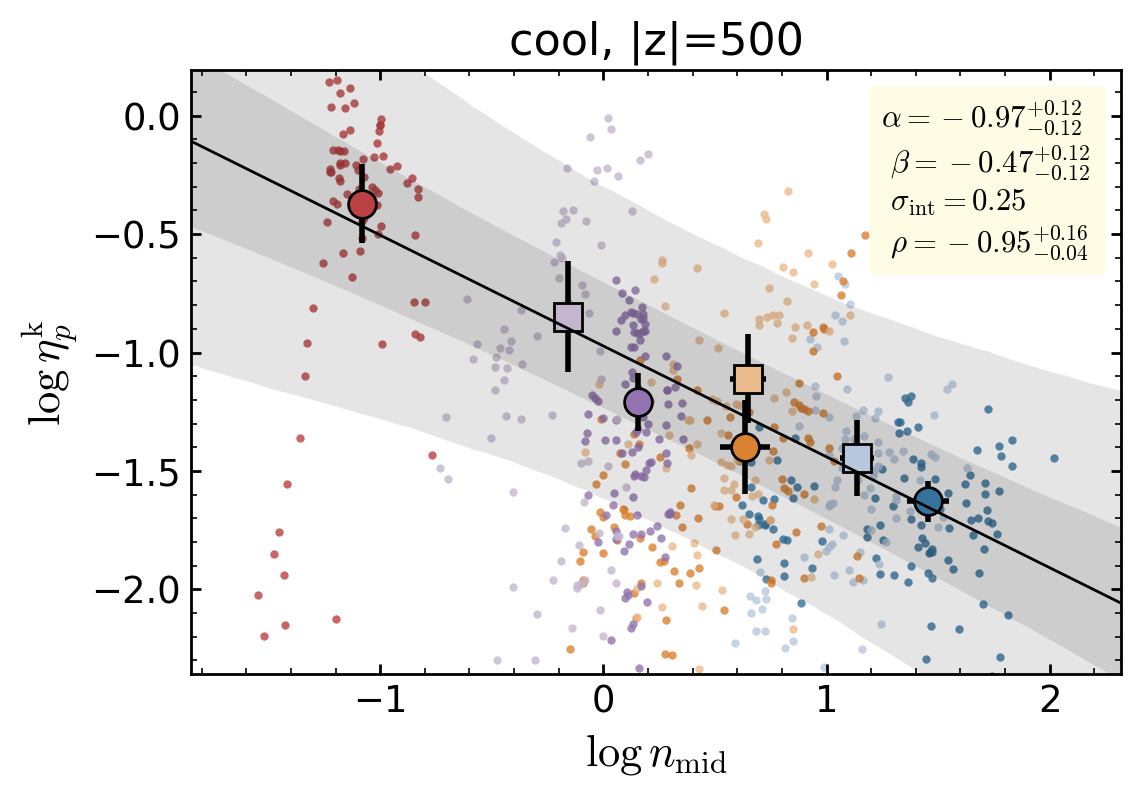 cool, |z|=500
α = −0.97 +0.12 −0.12
β = −0.47 +0.12 −0.12
σint = 0.25
ρ = −0.95 +0.16 −0.04
0.0
−0.5
−1.0
−1.5
−2.0
log η_p^k
−1 0 1 2
log n_mid